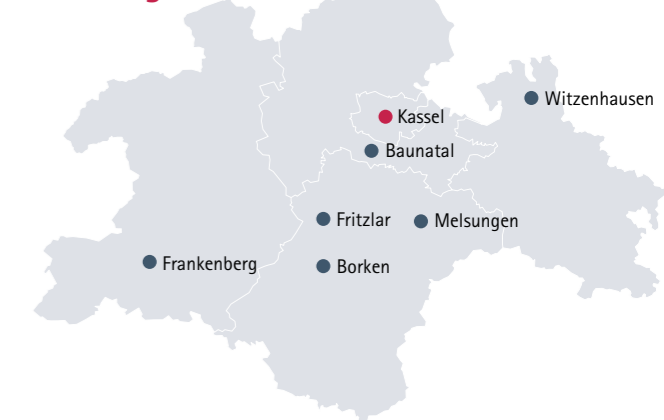 Witzenhausen
Kassel
Baunatal
Fritzlar
Melsungen
Frankenberg
Borken